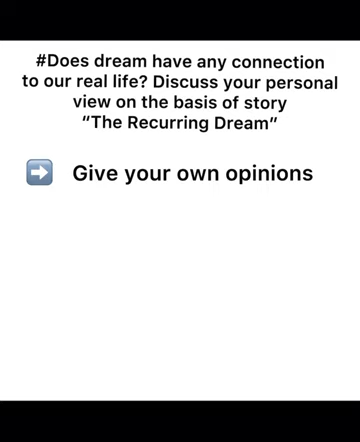 #Does dream have any connection
to our real life? Discuss your personal
view on the basis of story
“The Recurring Dream”
➡️ Give your own opinions